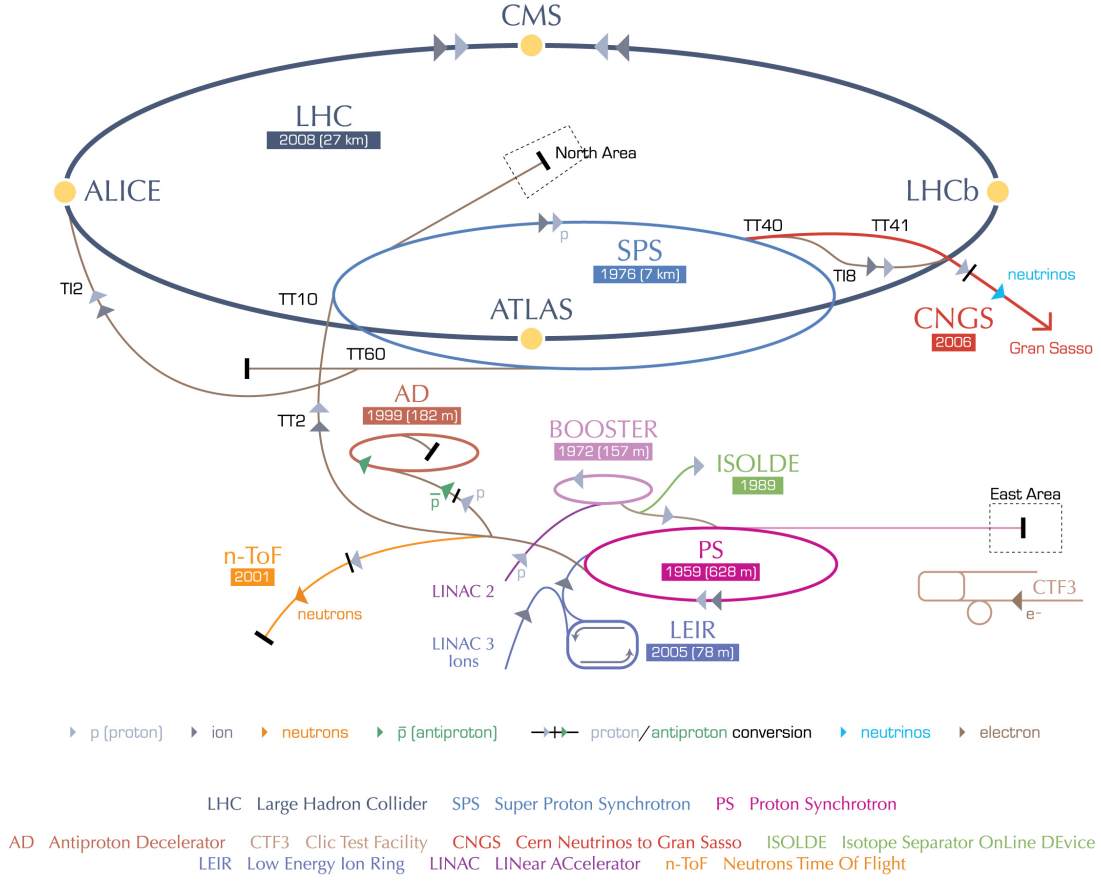 CMS
LHC
2008 (27 km)
North Area
ALICE
LHCb
TT40
TT41
SPS
1976 (7 km)
p
TI8
neutrinos
TI2
TT10
ATLAS
CNGS
2006
Gran Sasso
TT60
AD
1999 (182 m)
TT2
BOOSTER
1972 (157 m)
ISOLDE
1989
p̅
p
East Area
n-ToF
2001
neutrons
PS
1959 (628 m)
p
LINAC 2
CTF3
e-
LINAC 3
Ions
LEIR
2005 (78 m)
p (proton)
ion
neutrons
p̅ (antiproton)
proton/antiproton conversion
neutrinos
electron
LHC Large Hadron Collider SPS Super Proton Synchrotron PS Proton Synchrotron
AD Antiproton Decelerator CTF3 Clic Test Facility CNGS Cern Neutrinos to Gran Sasso ISOLDE Isotope Separator OnLine DEvice
LEIR Low Energy Ion Ring LINAC LINear ACcelerator n-ToF Neutrons Time Of Flight